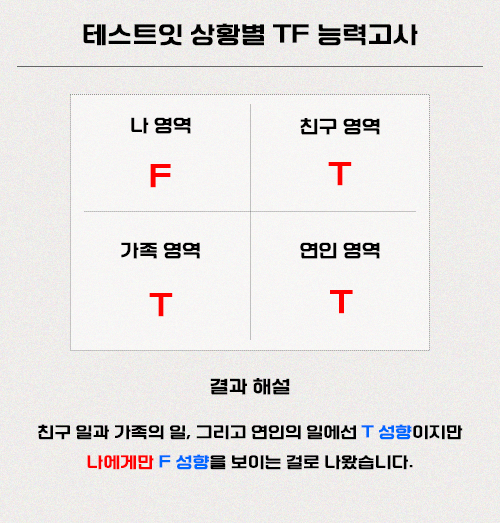 테스트잇 상황별 TF 능력고사
나 영역
F
친구 영역
T
가족 영역
T
연인 영역
T
결과 해설
친구 일과 가족의 일, 그리고 연인의 일에선 T 성향이지만
나에게만 F 성향을 보이는 걸로 나왔습니다.